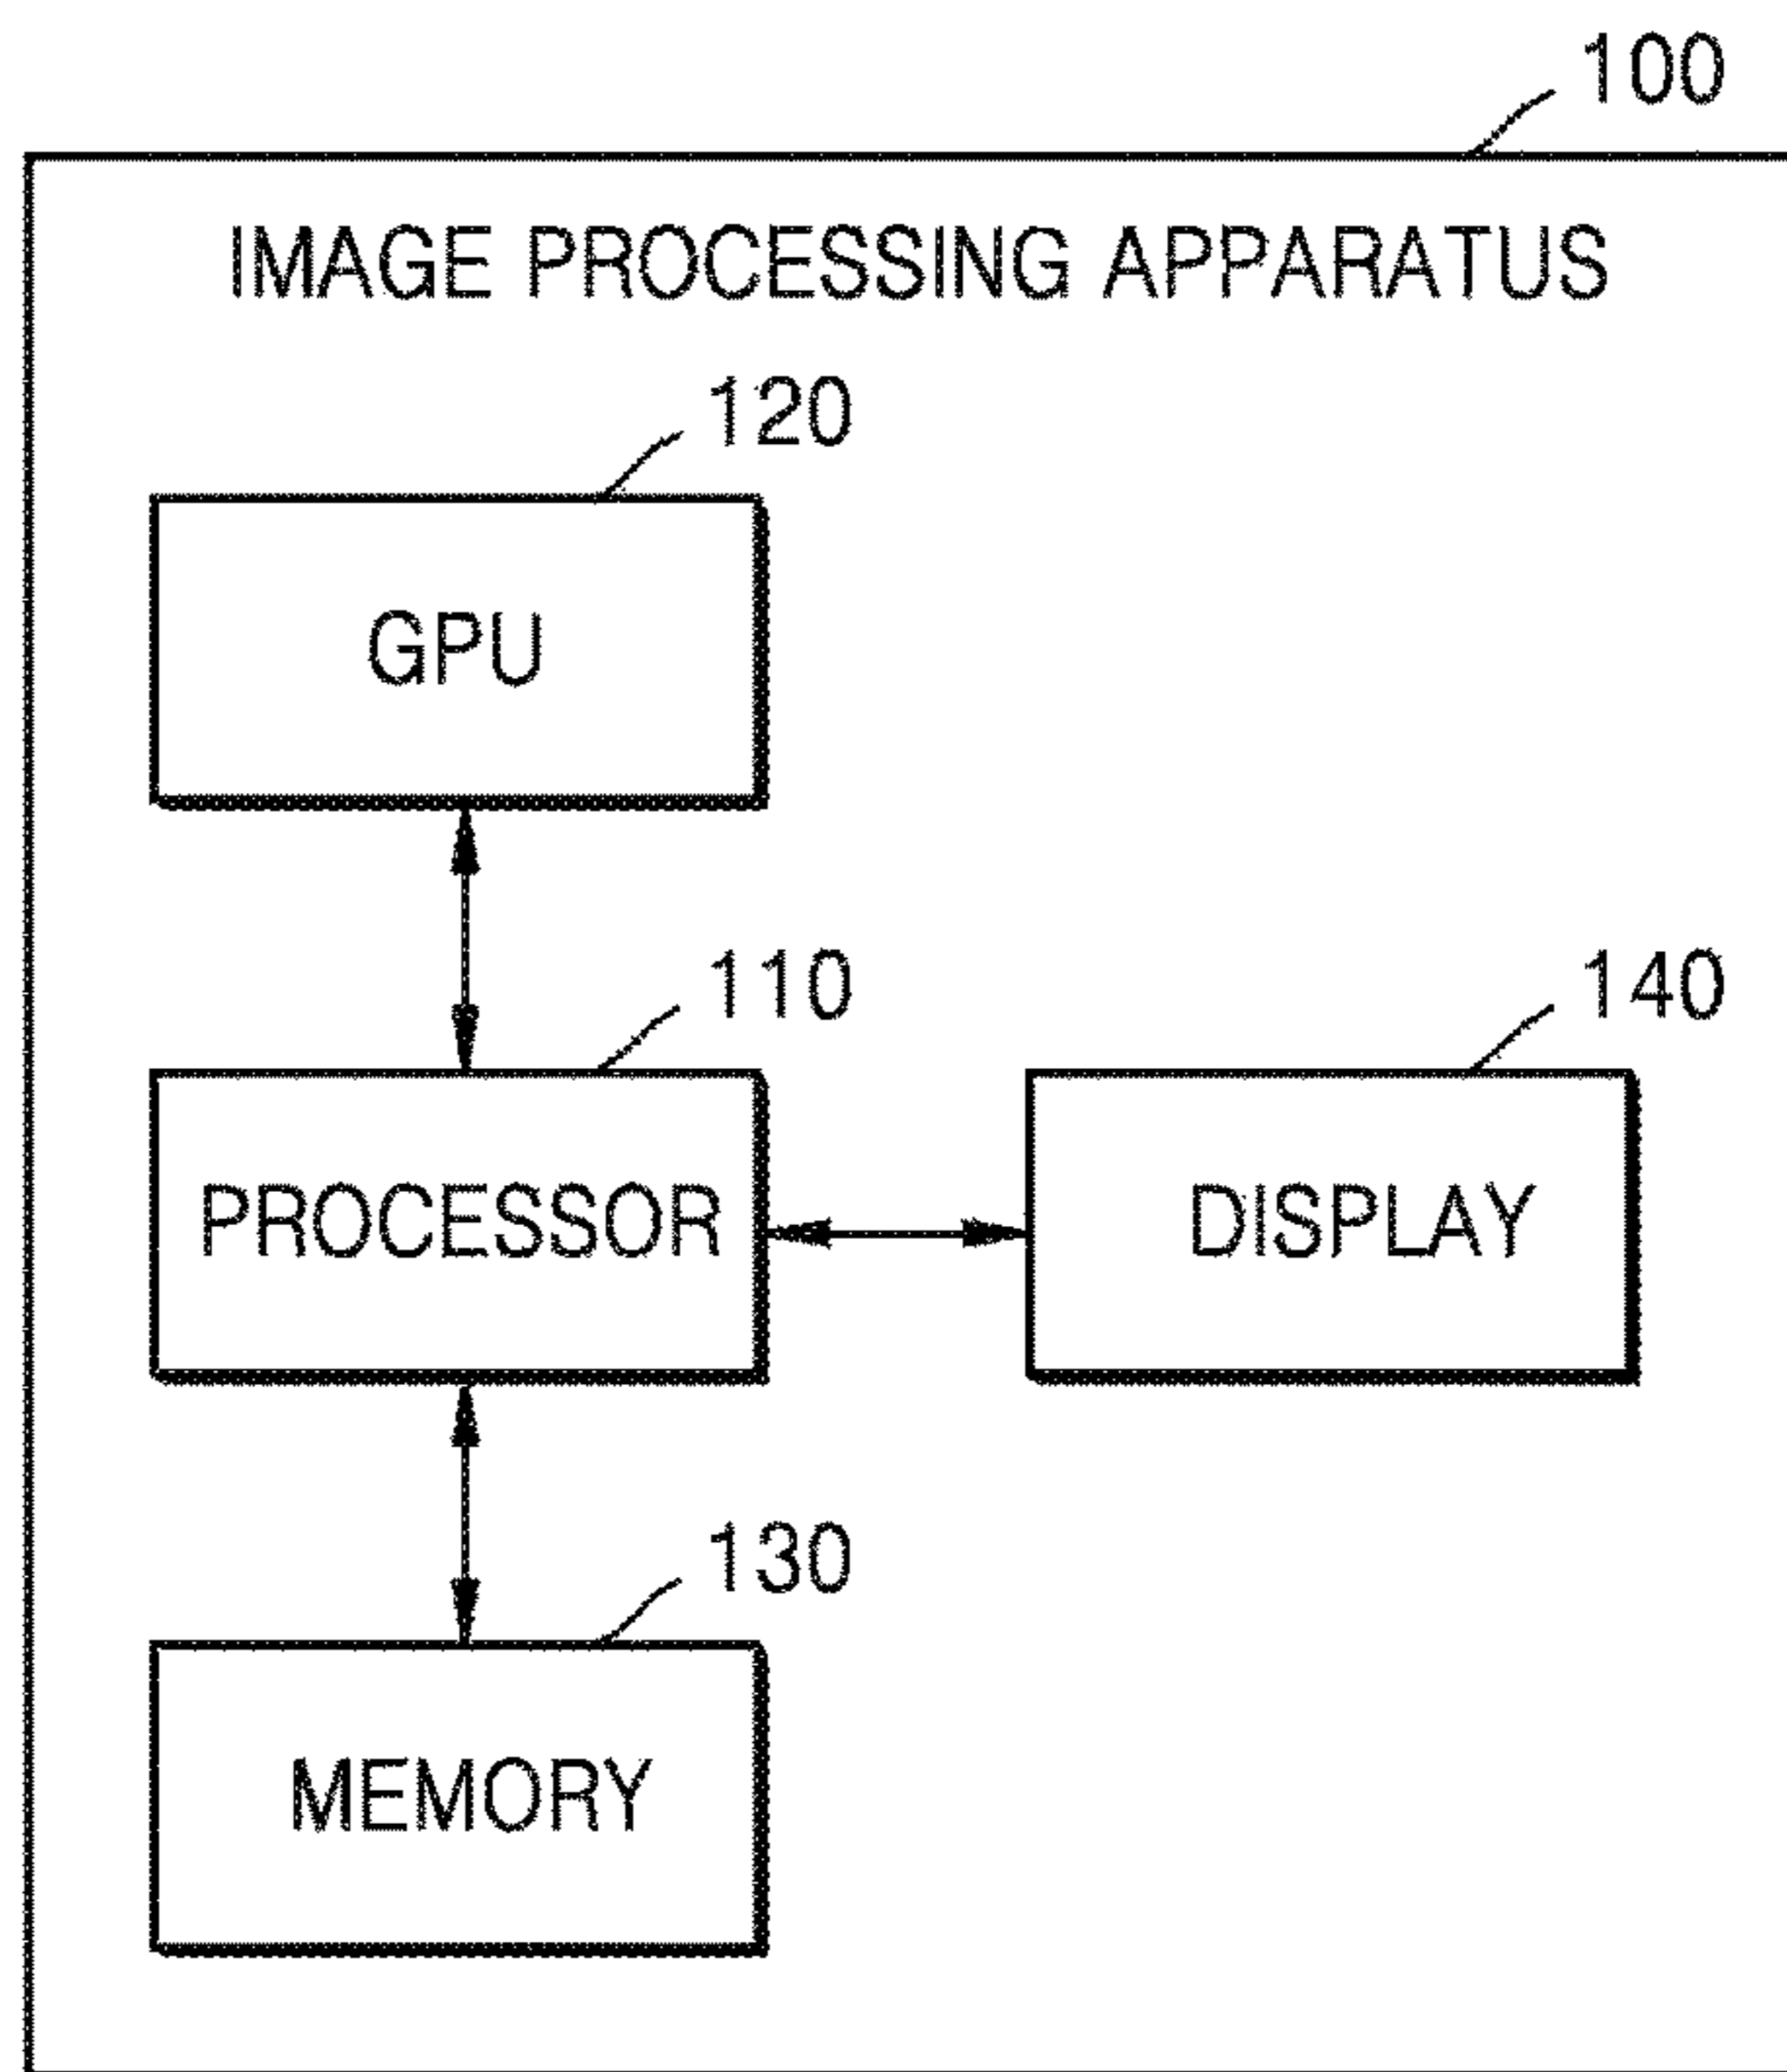 100
IMAGE PROCESSING APPARATUS
120
GPU
110
140
PROCESSOR
DISPLAY
130
MEMORY